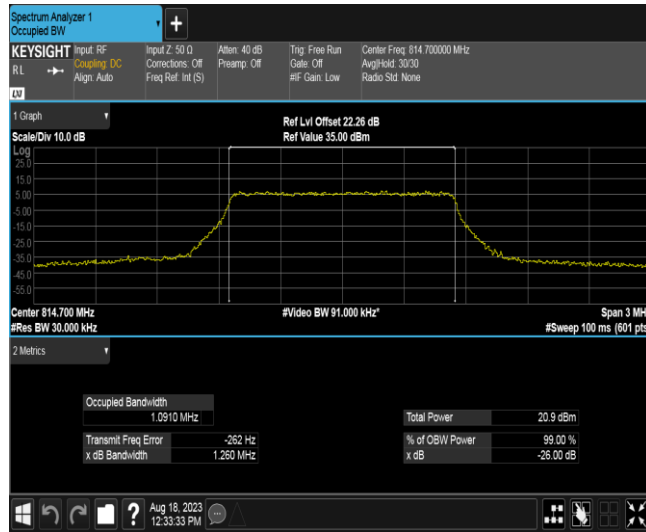 Spectrum Analyzer 1
Occupied BW
+
KEYSIGHT Input: RF Input Z: 50 Ω Atten: 40 dB Trig: Free Run Center Freq: 814.700000 MHz
RL Coupling: DC Corrections: Off Preamp: Off Gate: Off Avg|Hold: 30/30
Align: Auto Freq Ref: Int (S) #IF Gain: Low Radio Std: None
LXI
1 Graph
Ref Lvl Offset 22.26 dB
Scale/Div 10.0 dB Ref Value 35.00 dBm
Log
25.0
15.0
5.00
-5.00
-15.0
-25.0
-35.0
-45.0
-55.0
Center 814.700 MHz #Video BW 91.000 kHz* Span 3 MH
#Res BW 30.000 kHz #Sweep 100 ms (601 pts
2 Metrics
Occupied Bandwidth
1.0910 MHz Total Power 20.9 dBm
Transmit Freq Error -262 Hz % of OBW Power 99.00 %
x dB Bandwidth 1.260 MHz x dB -26.00 dB
? Aug 18, 2023
12:33:33 PM